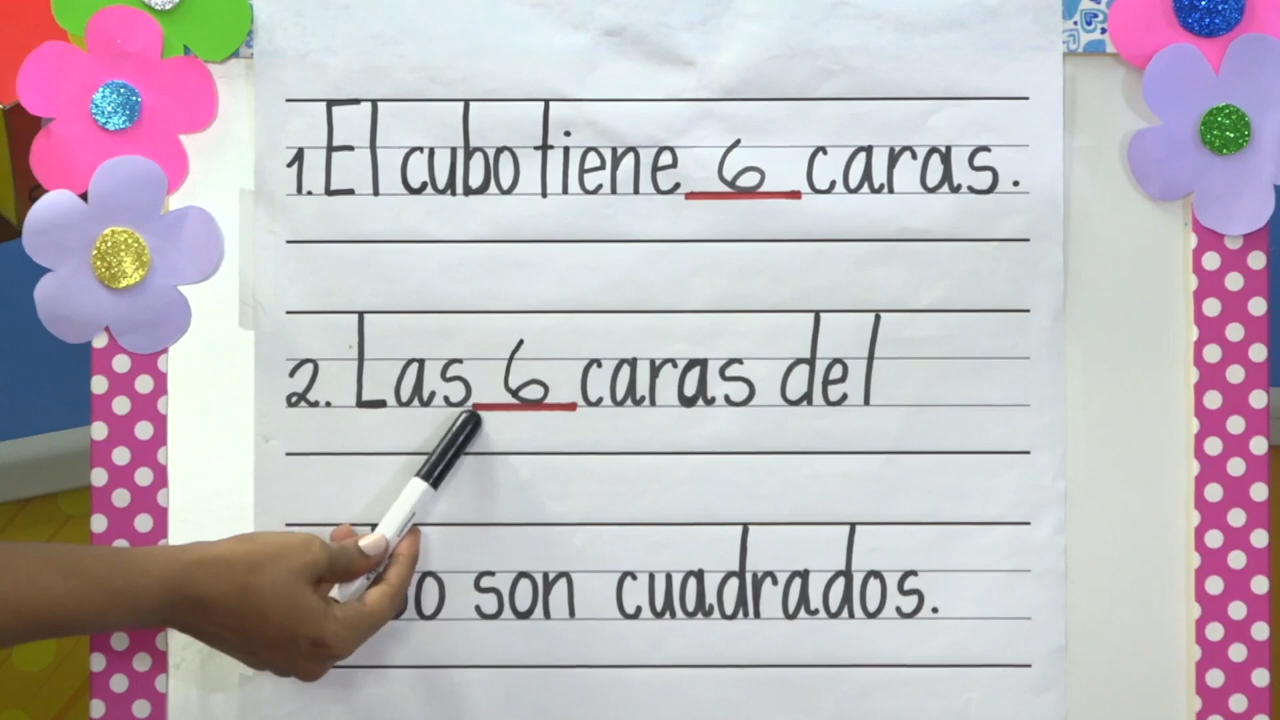 1. El cubo tiene 6 caras.
2. Las 6 caras del
son cuadrados.